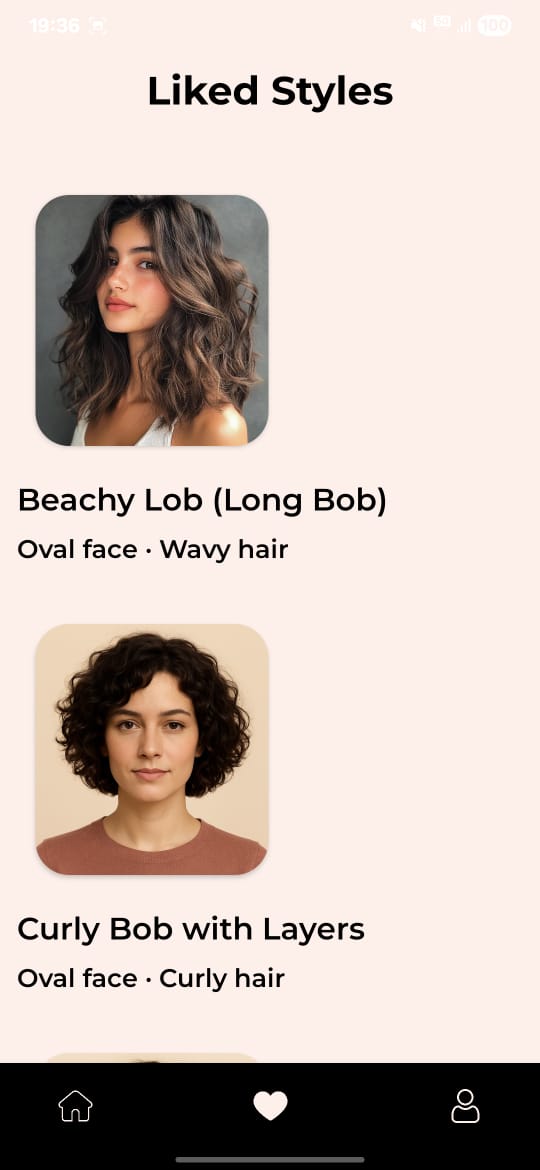 19:36
5G
100
Liked Styles
Beachy Lob (Long Bob)
Oval face · Wavy hair
Curly Bob with Layers
Oval face · Curly hair